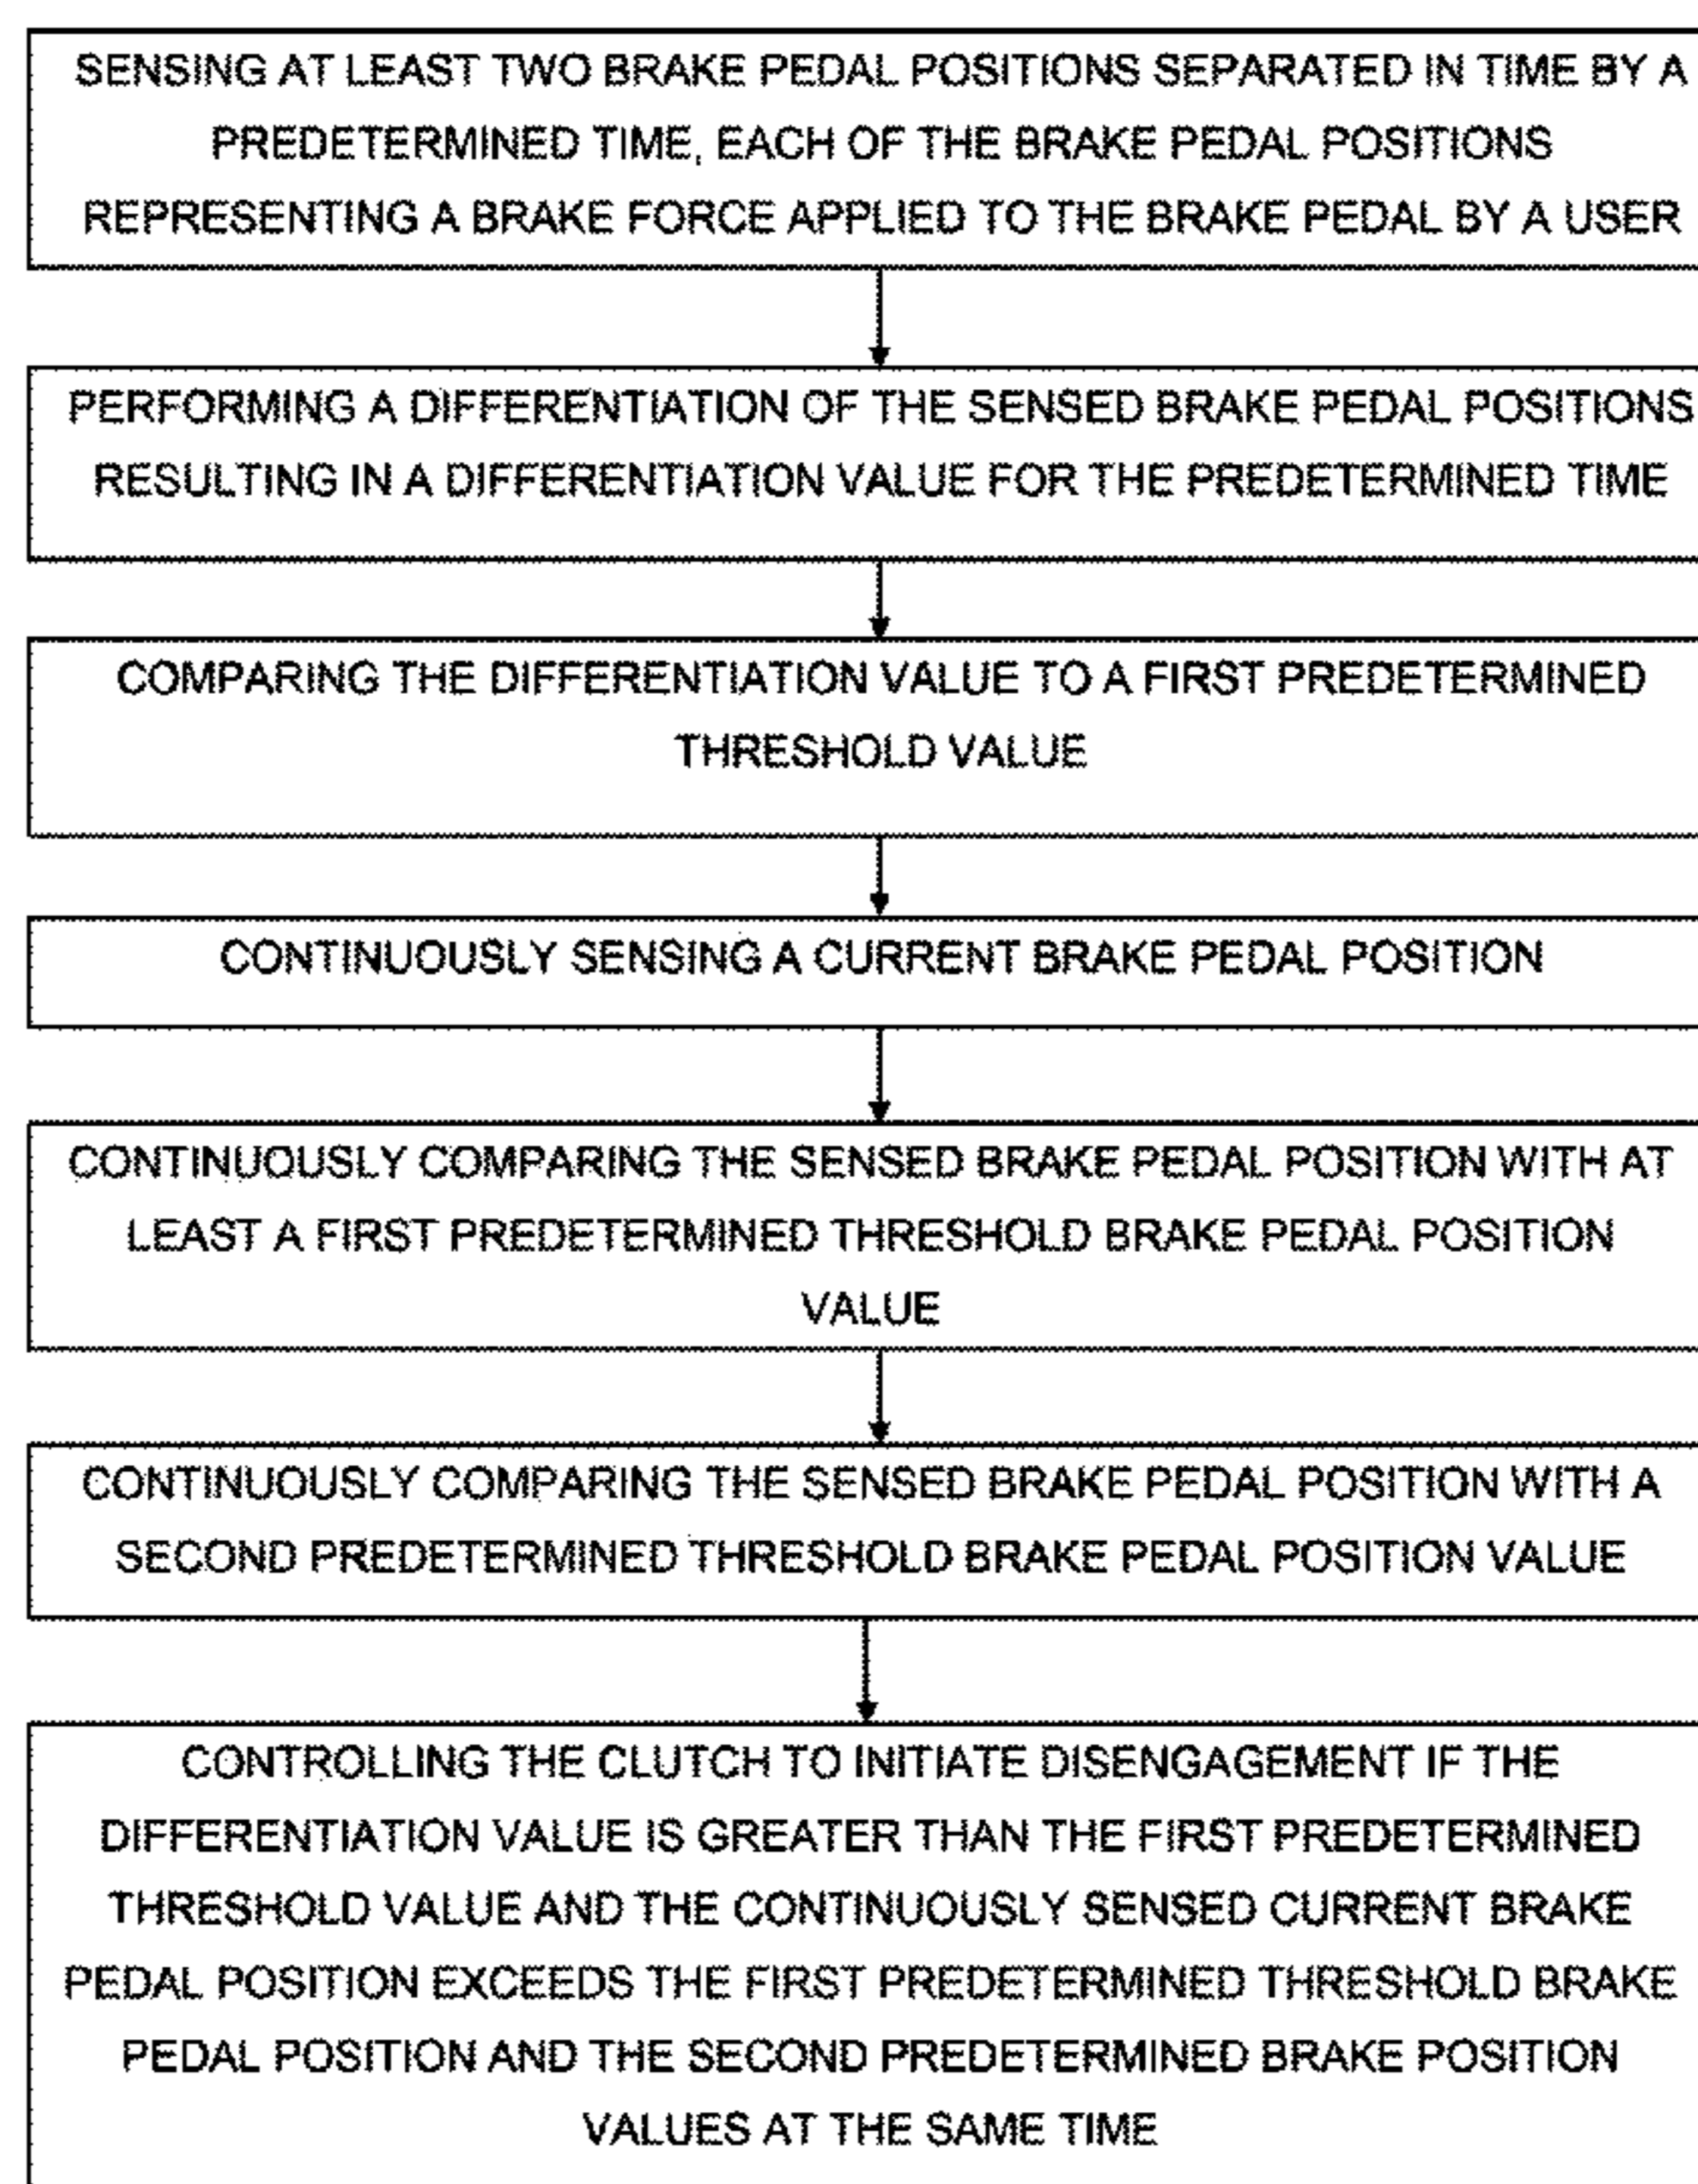 SENSING AT LEAST TWO BRAKE PEDAL POSITIONS SEPARATED IN TIME BY A
PREDETERMINED TIME, EACH OF THE BRAKE PEDAL POSITIONS
REPRESENTING A BRAKE FORCE APPLIED TO THE BRAKE PEDAL BY A USER
PERFORMING A DIFFERENTIATION OF THE SENSED BRAKE PEDAL POSITIONS
RESULTING IN A DIFFERENTIATION VALUE FOR THE PREDETERMINED TIME
COMPARING THE DIFFERENTIATION VALUE TO A FIRST PREDETERMINED
THRESHOLD VALUE
CONTINUOUSLY SENSING A CURRENT BRAKE PEDAL POSITION
CONTINUOUSLY COMPARING THE SENSED BRAKE PEDAL POSITION WITH AT
LEAST A FIRST PREDETERMINED THRESHOLD BRAKE PEDAL POSITION
VALUE
CONTINUOUSLY COMPARING THE SENSED BRAKE PEDAL POSITION WITH A
SECOND PREDETERMINED THRESHOLD BRAKE PEDAL POSITION VALUE
CONTROLLING THE CLUTCH TO INITIATE DISENGAGEMENT IF THE
DIFFERENTIATION VALUE IS GREATER THAN THE FIRST PREDETERMINED
THRESHOLD VALUE AND THE CONTINUOUSLY SENSED CURRENT BRAKE
PEDAL POSITION EXCEEDS THE FIRST PREDETERMINED THRESHOLD BRAKE
PEDAL POSITION AND THE SECOND PREDETERMINED BRAKE POSITION
VALUES AT THE SAME TIME